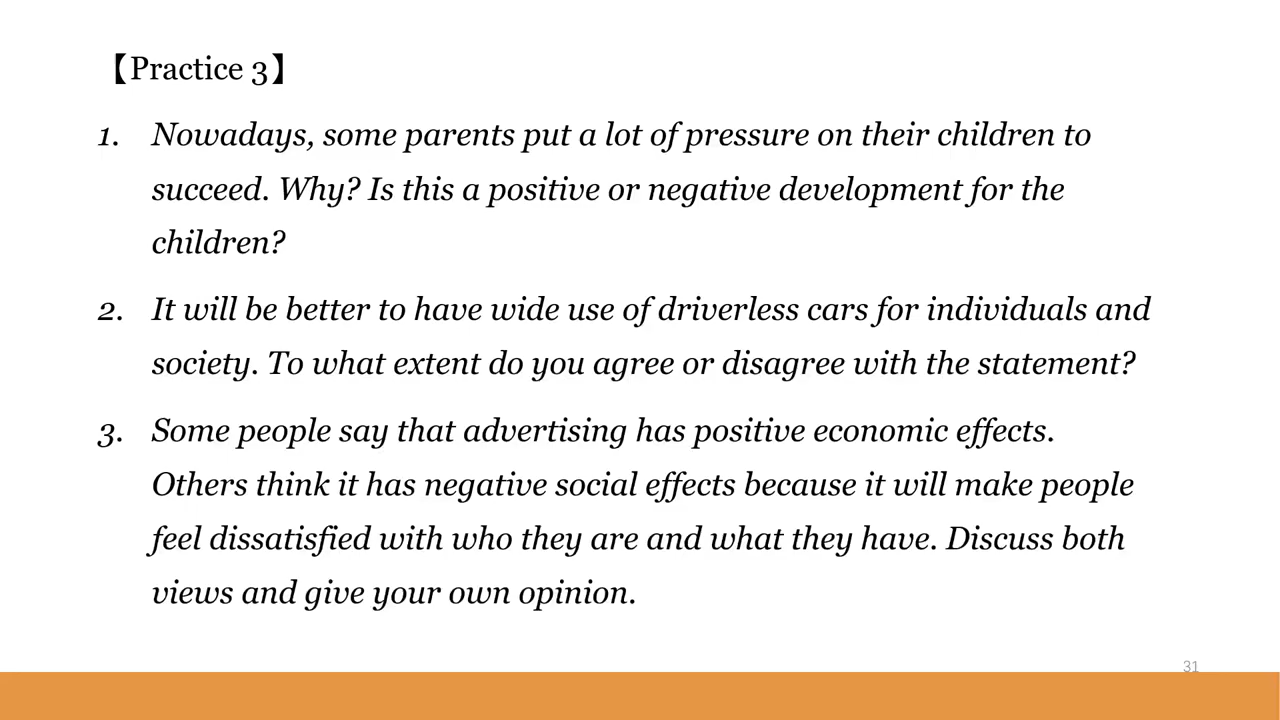 【Practice 3】
1. Nowadays, some parents put a lot of pressure on their children to
succeed. Why? Is this a positive or negative development for the
children?
2. It will be better to have wide use of driverless cars for individuals and
society. To what extent do you agree or disagree with the statement?
3. Some people say that advertising has positive economic effects.
Others think it has negative social effects because it will make people
feel dissatisfied with who they are and what they have. Discuss both
views and give your own opinion.
31